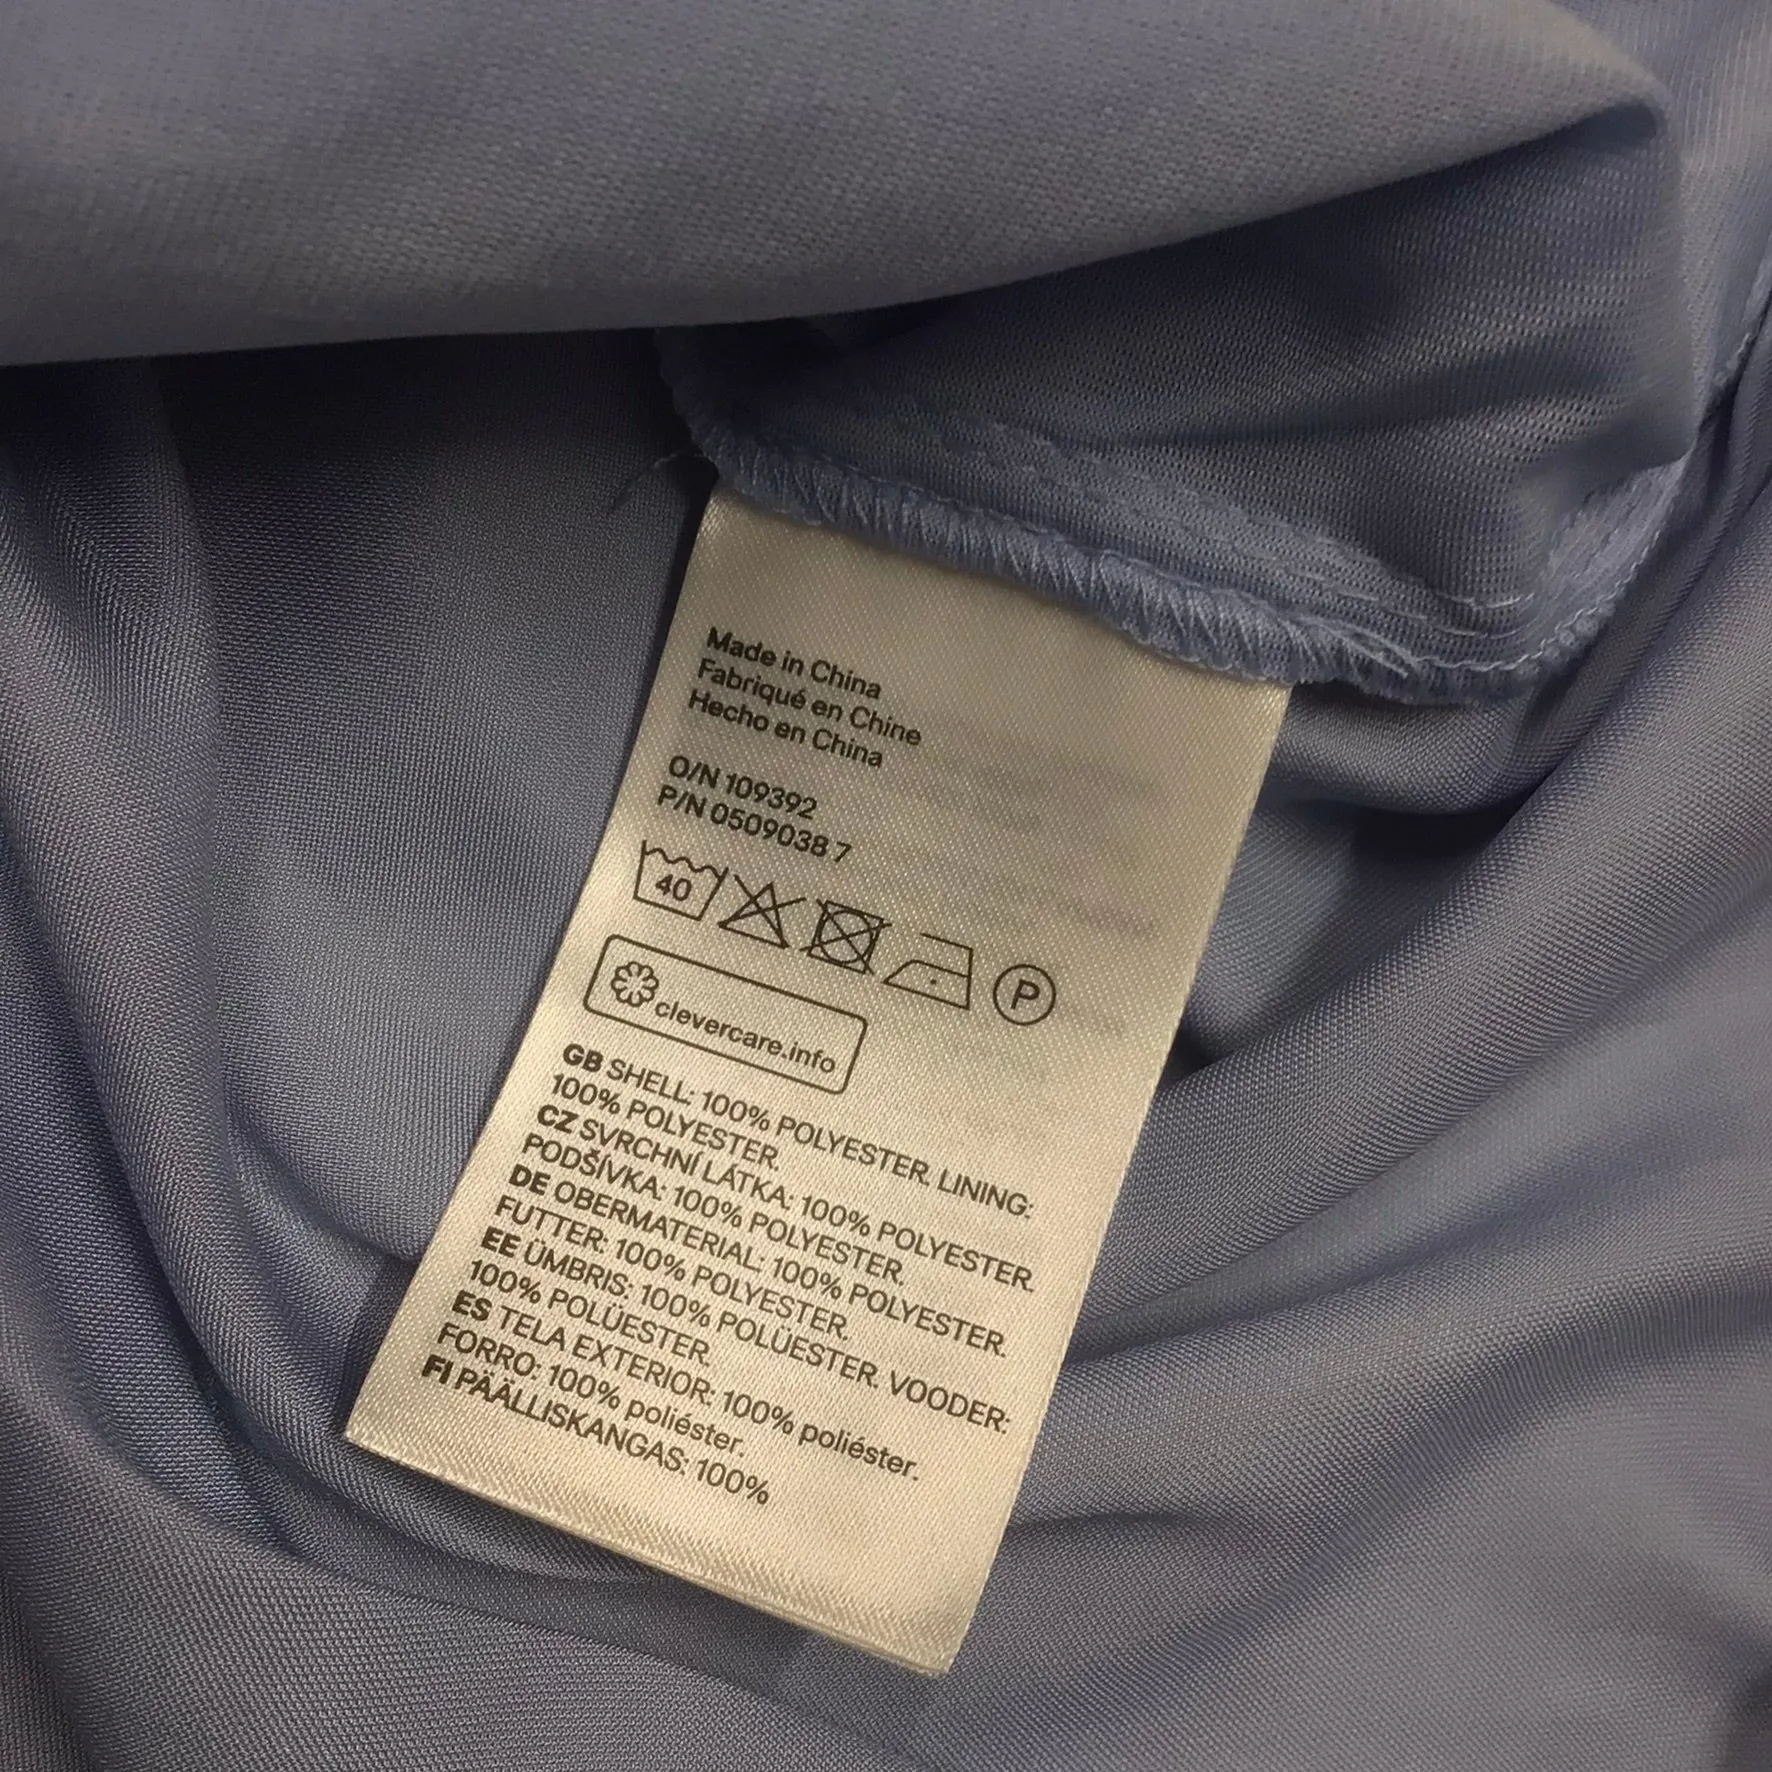 Made in China
Fabriqué en Chine
Hecho en China
O/N 109392
P/N 0509038 7
40
P
clevercare.info
GB SHELL: 100% POLYESTER. LINING:
100% POLYESTER.
CZ SVRCHNÍ LÁTKA: 100% POLYESTER.
PODŠÍVKA: 100% POLYESTER.
DE OBERMATERIAL: 100% POLYESTER.
FUTTER: 100% POLYESTER.
EE ÜMBRIS: 100% POLÜESTER. VOODER:
100% POLÜESTER.
ES TELA EXTERIOR: 100% poliéster.
FORRO: 100% poliéster.
FI PÄÄLLISKANGAS: 100%